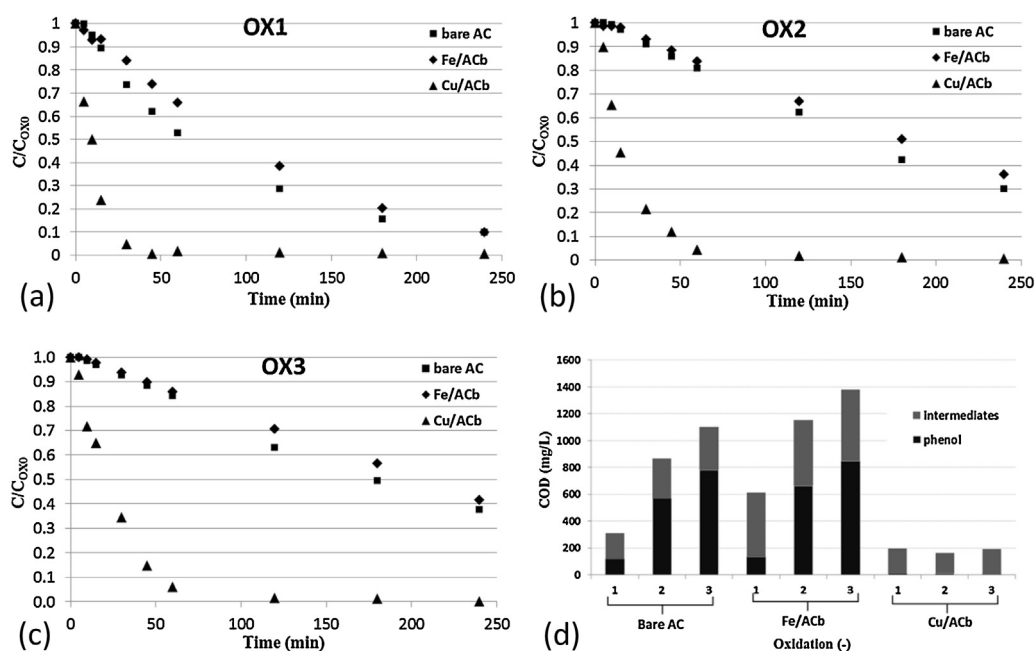 OX1
1
0.9
0.8
0.7
0.6
0.5
0.4
0.3
0.2
0.1
0
C/C_OX0
bare AC
Fe/ACb
Cu/ACb
0 50 100 150 200 250
Time (min)
(a)
OX2
1
0.9
0.8
0.7
0.6
0.5
0.4
0.3
0.2
0.1
0
C/C_OX0
bare AC
Fe/ACb
Cu/ACb
0 50 100 150 200 250
Time (min)
(b)
OX3
1.0
0.9
0.8
0.7
0.6
0.5
0.4
0.3
0.2
0.1
0.0
C/C_OX0
bare AC
Fe/ACb
Cu/ACb
0 50 100 150 200 250
Time (min)
(c)
1600
1400
1200
1000
800
600
400
200
0
COD (mg/L)
intermediates
phenol
1 2 3 1 2 3 1 2 3
Bare AC Fe/ACb Cu/ACb
Oxidation (-)
(d)